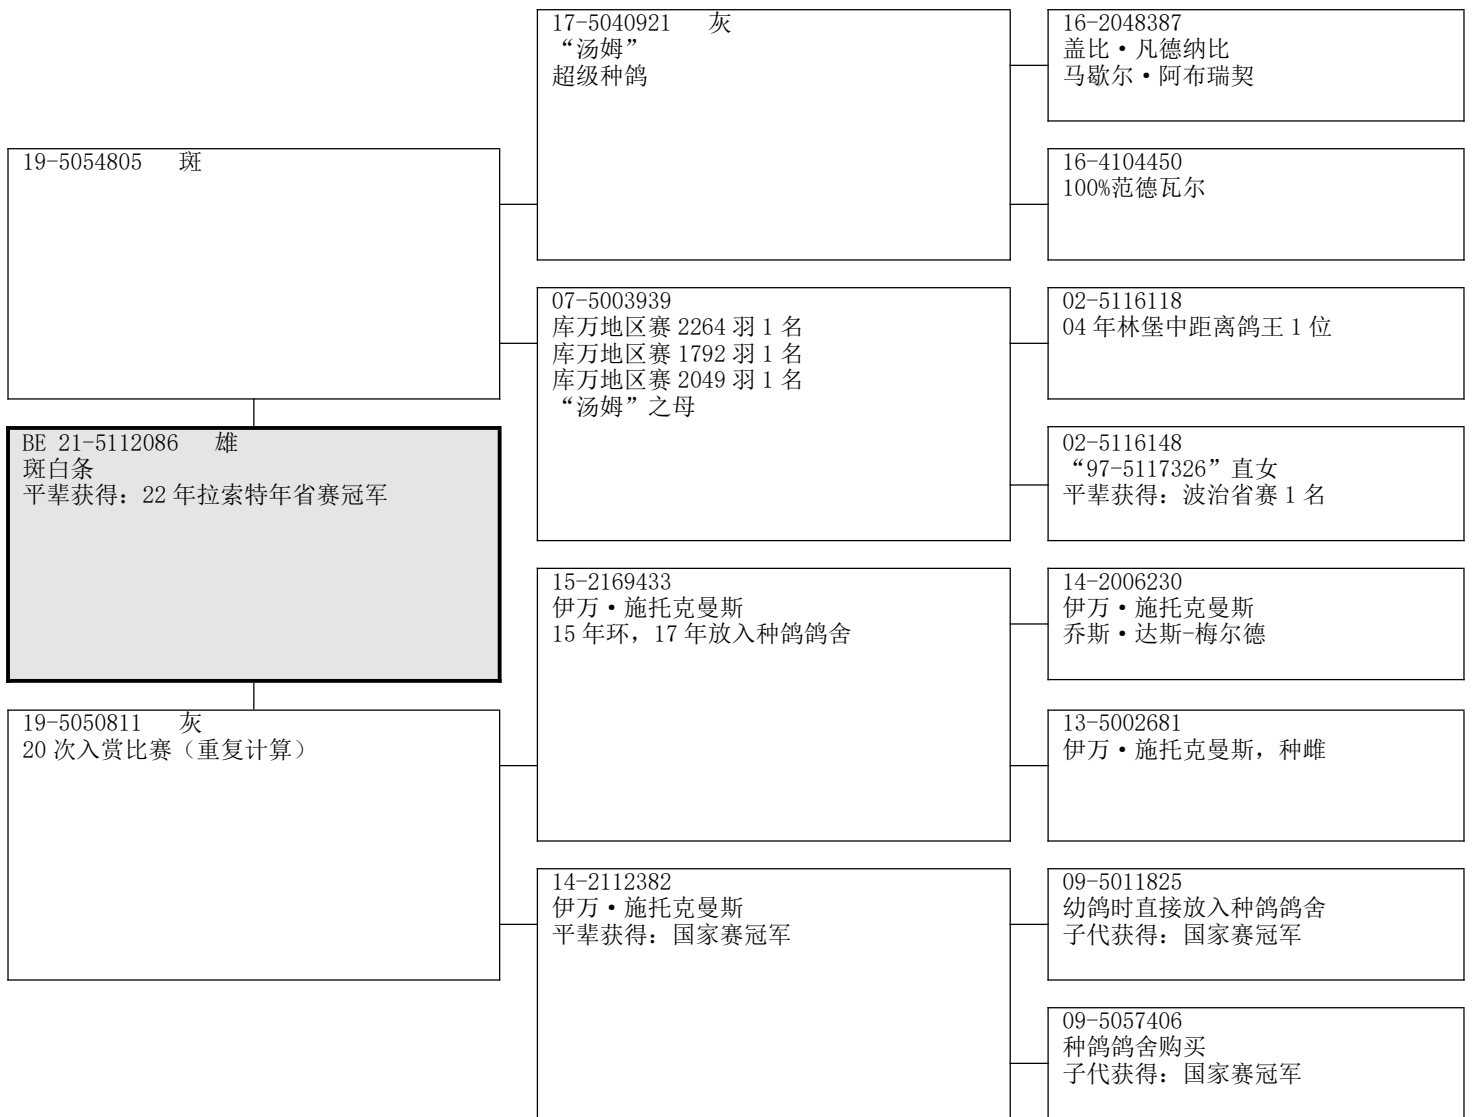 17-5040921 灰
“汤姆”
超级种鸽
16-2048387
盖比·凡德纳比
马歇尔·阿布瑞契
19-5054805 斑
16-4104450
100%范德瓦尔
07-5003939
库万地区赛 2264 羽 1 名
库万地区赛 1792 羽 1 名
库万地区赛 2049 羽 1 名
“汤姆”之母
02-5116118
04 年林堡中距离鸽王 1 位
BE 21-5112086 雄
斑白条
平辈获得：22 年拉索特年省赛冠军
02-5116148
“97-5117326”直女
平辈获得：波治省赛 1 名
15-2169433
伊万·施托克曼斯
15 年环，17 年放入种鸽鸽舍
14-2006230
伊万·施托克曼斯
乔斯·达斯-梅尔德
19-5050811 灰
20 次入赏比赛（重复计算）
13-5002681
伊万·施托克曼斯，种雌
14-2112382
伊万·施托克曼斯
平辈获得：国家赛冠军
09-5011825
幼鸽时直接放入种鸽鸽舍
子代获得：国家赛冠军
09-5057406
种鸽鸽舍购买
子代获得：国家赛冠军